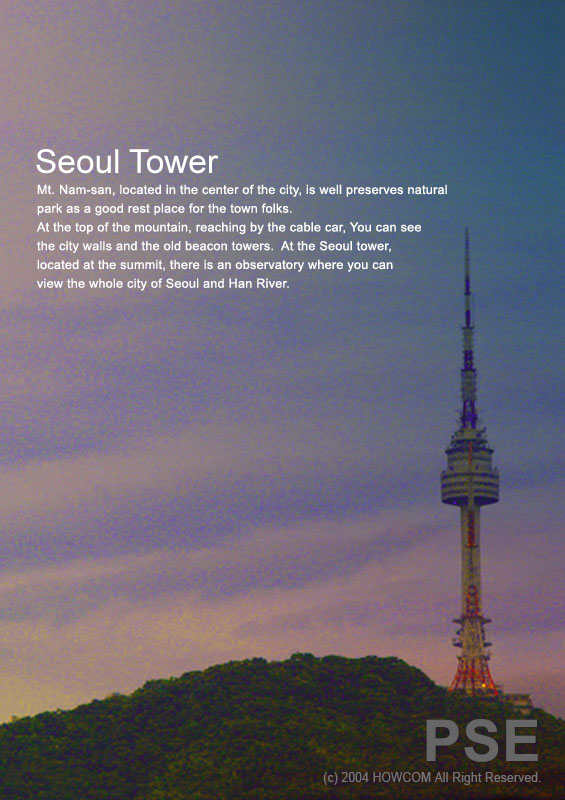 Seoul Tower
Mt. Nam-san, located in the center of the city, is well preserves natural
park as a good rest place for the town folks.
At the top of the mountain, reaching by the cable car, You can see
the city walls and the old beacon towers.  At the Seoul tower,
located at the summit, there is an observatory where you can
view the whole city of Seoul and Han River.
PSE
(c) 2004 HOWCOM All Right Reserved.